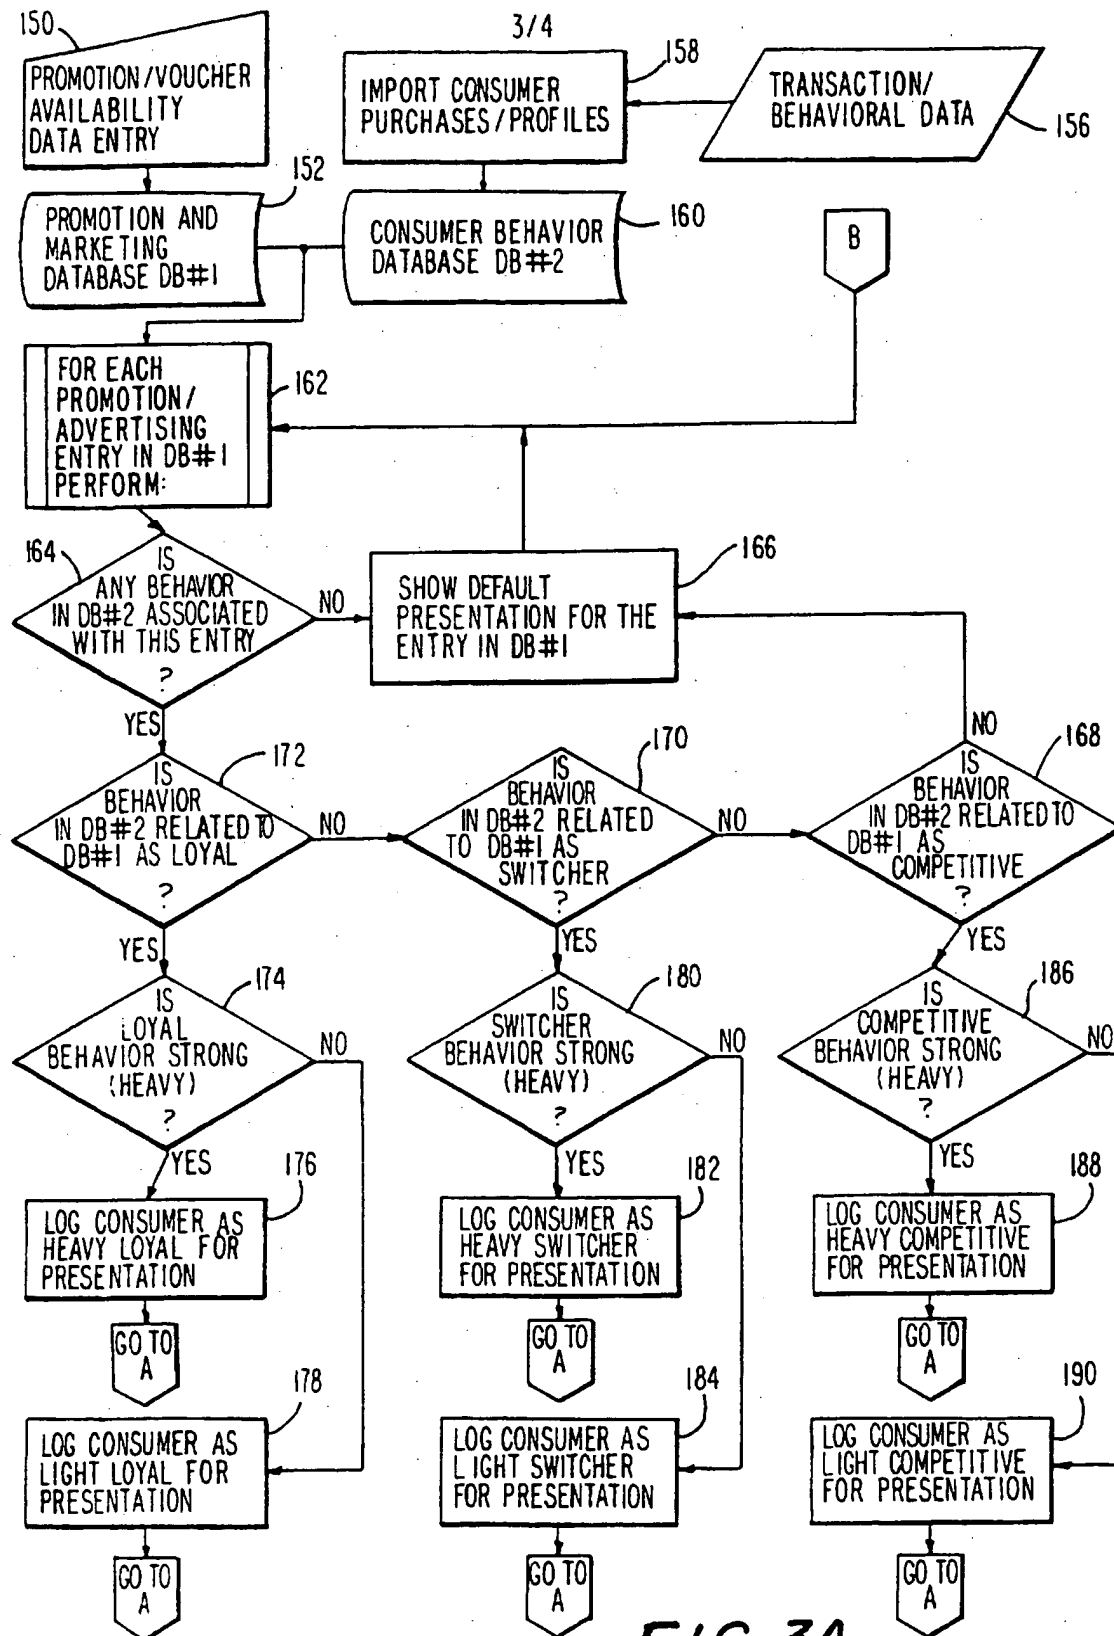 3/4
150
PROMOTION/VOUCHER
AVAILABILITY
DATA ENTRY
158
IMPORT CONSUMER
PURCHASES/PROFILES
TRANSACTION/
BEHAVIORAL DATA
156
152
PROMOTION AND
MARKETING
DATABASE DB#1
160
CONSUMER BEHAVIOR
DATABASE DB#2
B
162
FOR EACH
PROMOTION/
ADVERTISING
ENTRY IN DB#1
PERFORM:
164
IS
ANY BEHAVIOR
IN DB#2 ASSOCIATED
WITH THIS ENTRY
?
NO
YES
166
SHOW DEFAULT
PRESENTATION FOR THE
ENTRY IN DB#1
NO
172
IS
BEHAVIOR
IN DB#2 RELATED TO
DB#1 AS LOYAL
?
NO
YES
170
IS
BEHAVIOR
IN DB#2 RELATED
TO DB#1 AS
SWITCHER
?
NO
YES
168
IS
BEHAVIOR
IN DB#2 RELATED TO
DB#1 AS
COMPETITIVE
?
YES
174
IS
LOYAL
BEHAVIOR STRONG
(HEAVY)
?
NO
YES
180
IS
SWITCHER
BEHAVIOR STRONG
(HEAVY)
?
NO
YES
186
IS
COMPETITIVE
BEHAVIOR STRONG
(HEAVY)
?
NO
YES
176
LOG CONSUMER AS
HEAVY LOYAL FOR
PRESENTATION
182
LOG CONSUMER AS
HEAVY SWITCHER
FOR PRESENTATION
188
LOG CONSUMER AS
HEAVY COMPETITIVE
FOR PRESENTATION
GO TO
A
GO TO
A
GO TO
A
178
LOG CONSUMER AS
LIGHT LOYAL FOR
PRESENTATION
184
LOG CONSUMER AS
LIGHT SWITCHER
FOR PRESENTATION
190
LOG CONSUMER AS
LIGHT COMPETITIVE
FOR PRESENTATION
GO TO
A
GO TO
A
GO TO
A
FIG. 3A